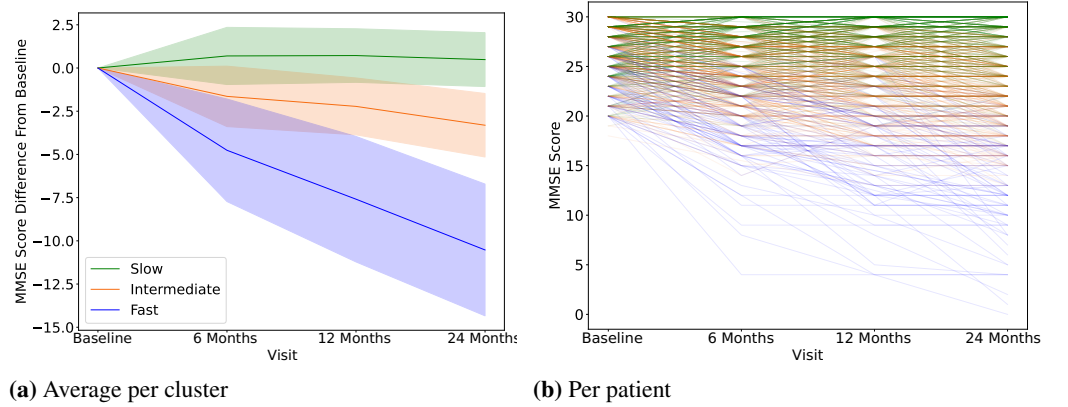 MMSE Score Difference From Baseline
2.5
0.0
−2.5
−5.0
−7.5
−10.0
−12.5
−15.0
Slow
Intermediate
Fast
Baseline
6 Months
12 Months
24 Months
Visit
(a) Average per cluster
MMSE Score
30
25
20
15
10
5
0
Baseline
6 Months
12 Months
24 Months
Visit
(b) Per patient